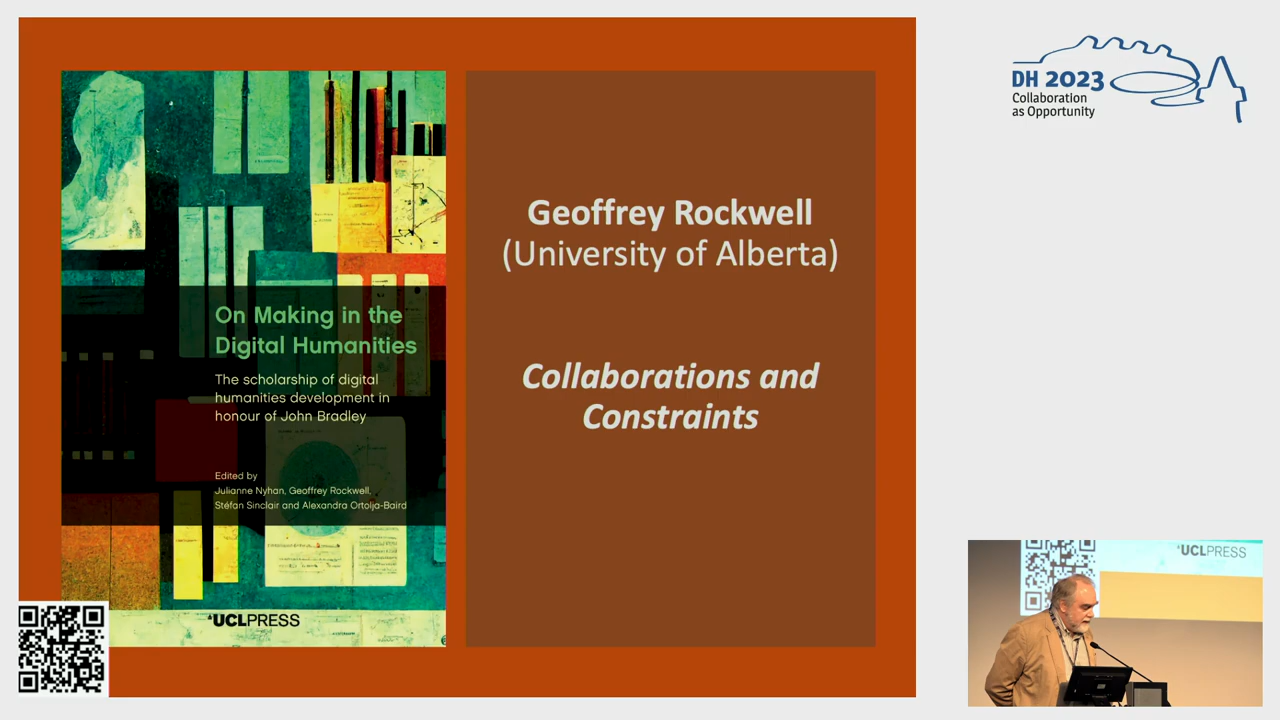 On Making in the
Digital Humanities
The scholarship of digital
humanities development in
honour of John Bradley
Edited by
Julianne Nyhan, Geoffrey Rockwell,
Stéfan Sinclair and Alexandra Ortolja-Baird
UCLPRESS
Geoffrey Rockwell
(University of Alberta)
Collaborations and
Constraints
DH 2023
Collaboration
as Opportunity
UCLPRESS